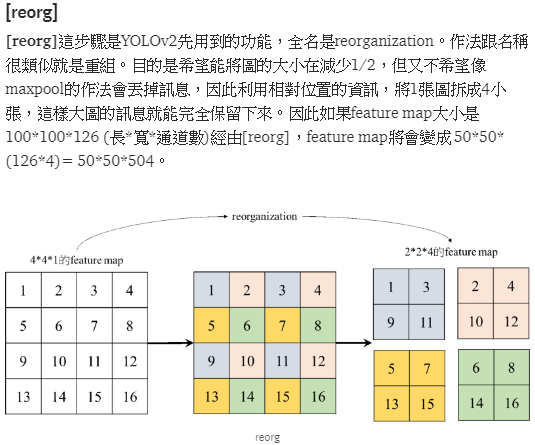 [reorg]
[reorg]這步驟是YOLOv2先用到的功能，全名是reorganization。作法跟名稱
很類似就是重組。目的是希望能將圖的大小在減少1/2，但又不希望像
maxpool的作法會丟掉訊息，因此利用相對位置的資訊，將1張圖拆成4小
張，這樣大圖的訊息就能完全保留下來。因此如果feature map大小是
100*100*126 (長*寬*通道數)經由[reorg]，feature map將會變成50*50*
(126*4)= 50*50*504。
reorganization
4*4*1的feature map
2*2*4的feature map
1 2 3 4
5 6 7 8
9 10 11 12
13 14 15 16
1 2 3 4
5 6 7 8
9 10 11 12
13 14 15 16
1 3
9 11
2 4
10 12
5 7
13 15
6 8
14 16
reorg